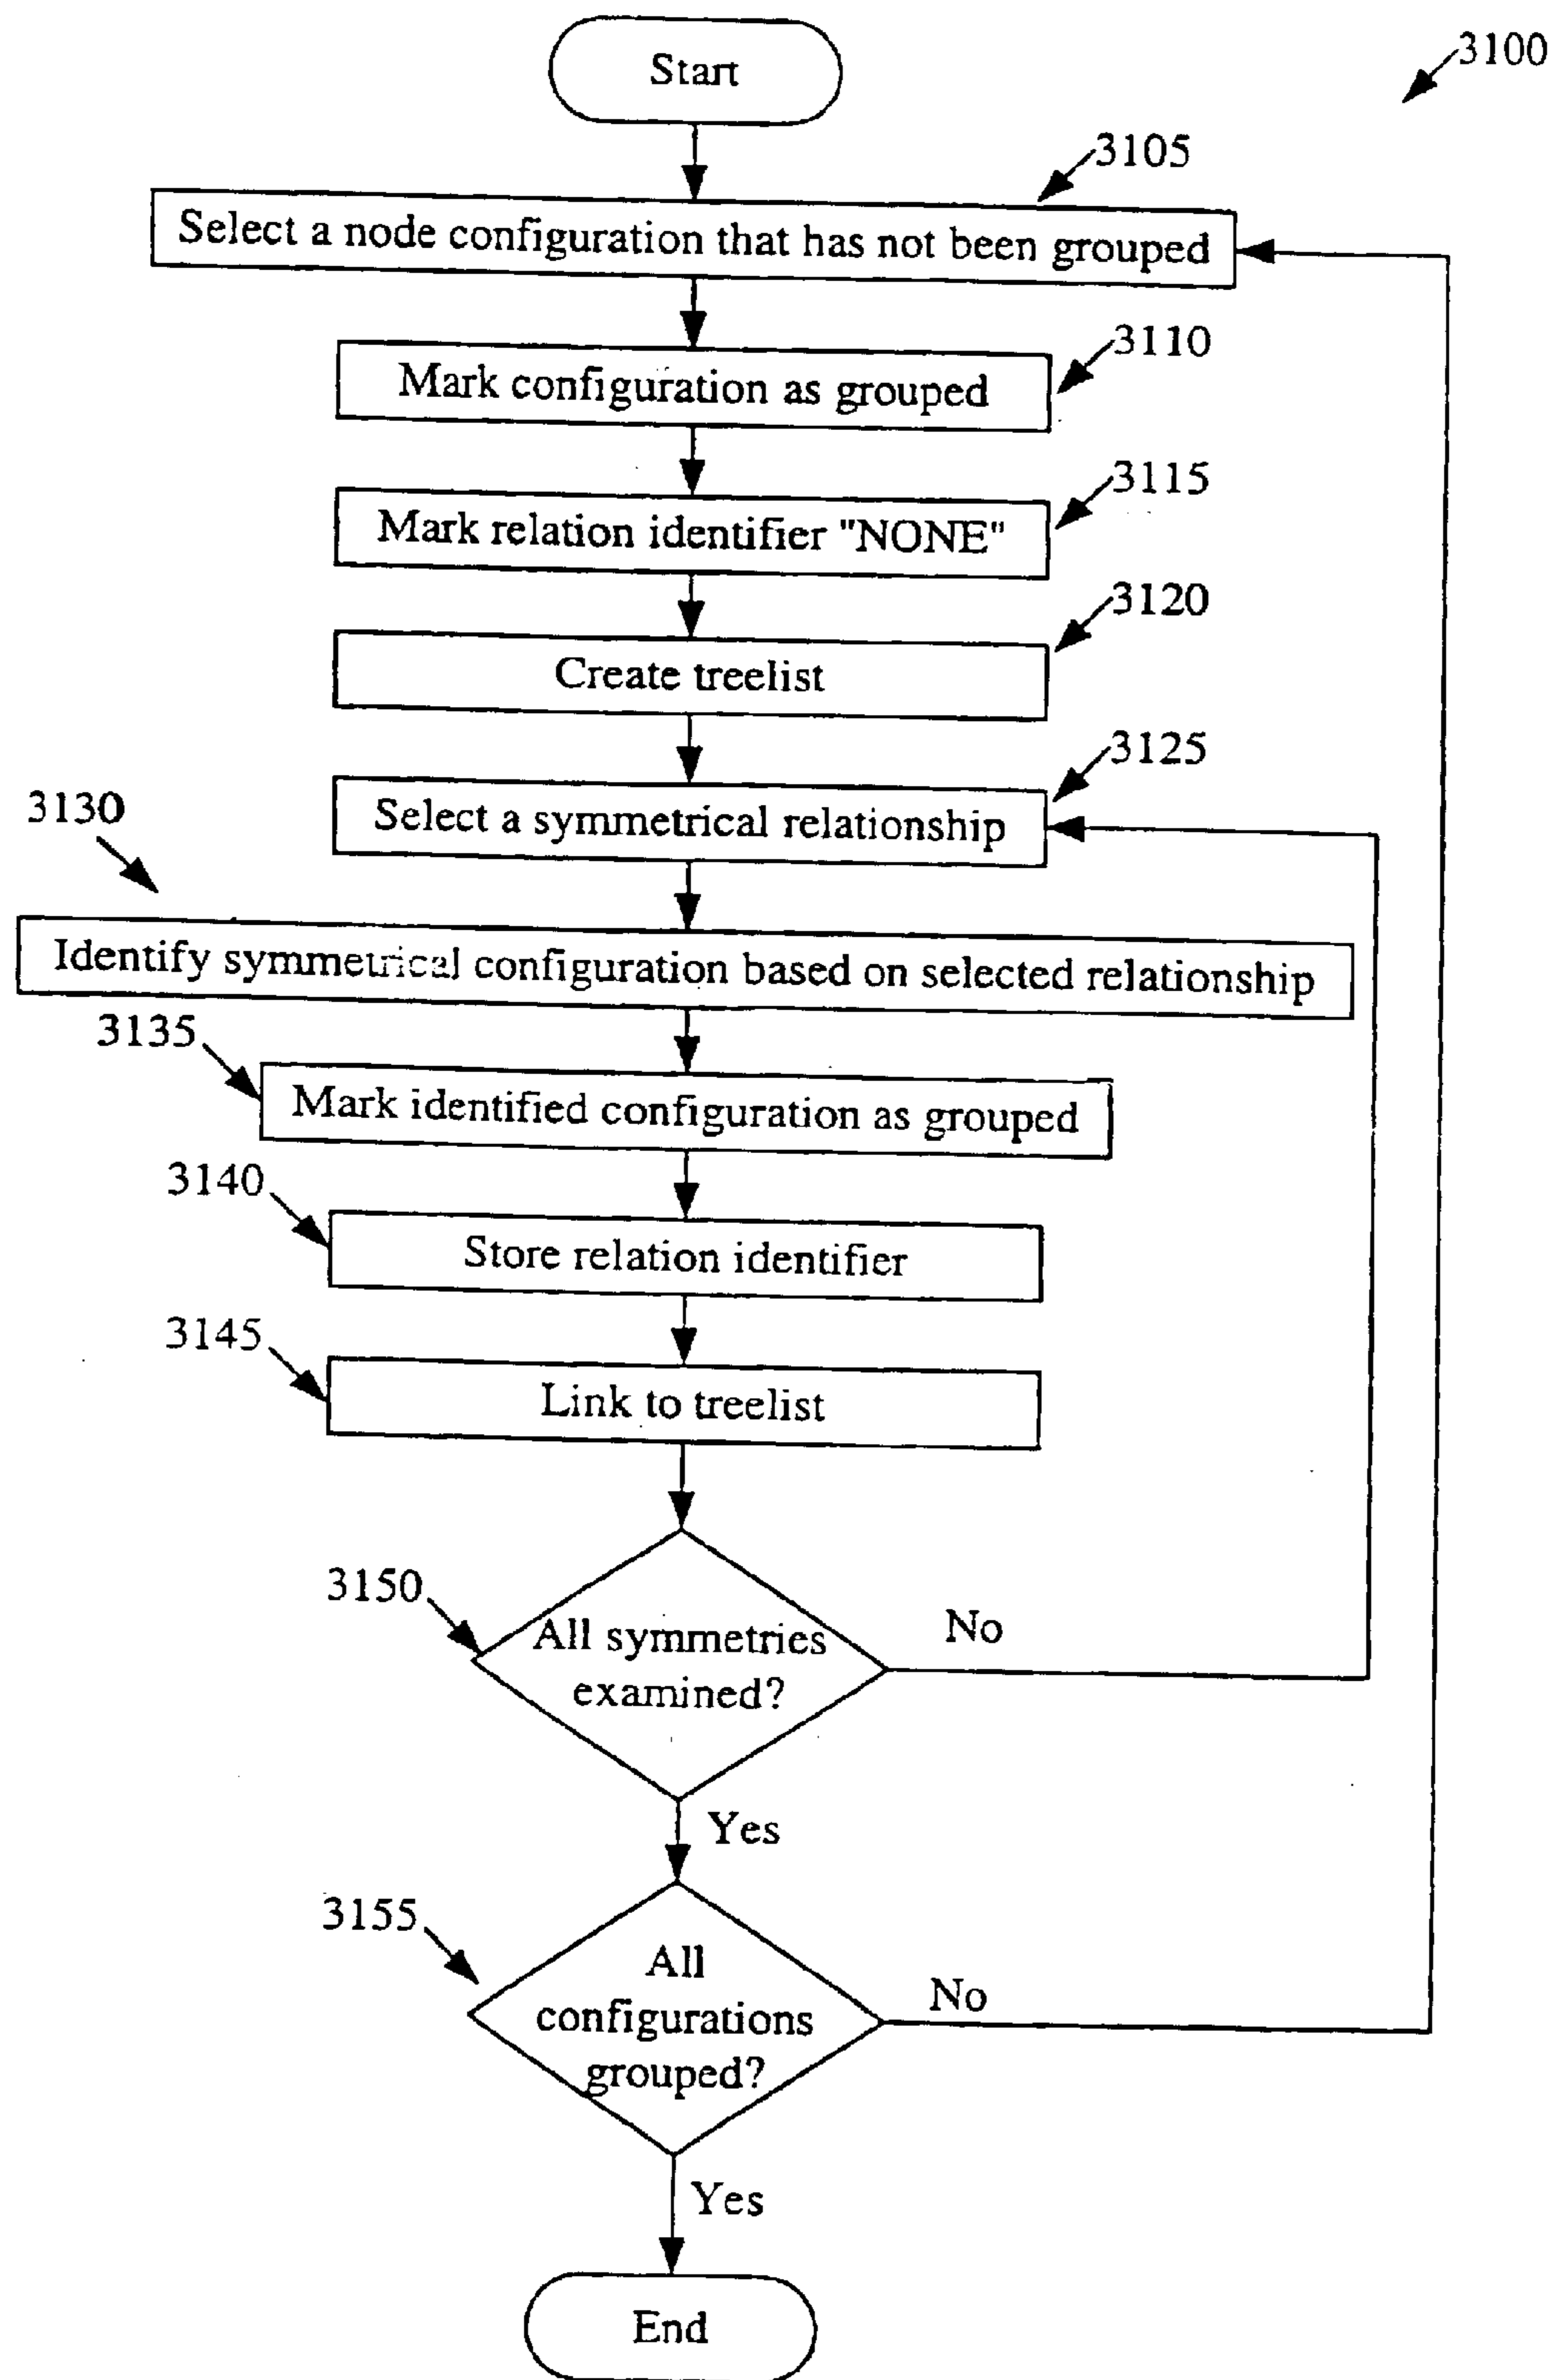 Start
3100
3105
Select a node configuration that has not been grouped
3110
Mark configuration as grouped
3115
Mark relation identifier "NONE"
3120
Create treelist
3125
Select a symmetrical relationship
3130
Identify symmetrical configuration based on selected relationship
3135
Mark identified configuration as grouped
3140
Store relation identifier
3145
Link to treelist
3150
All symmetries
examined?
No
Yes
3155
All
configurations
grouped?
No
Yes
End